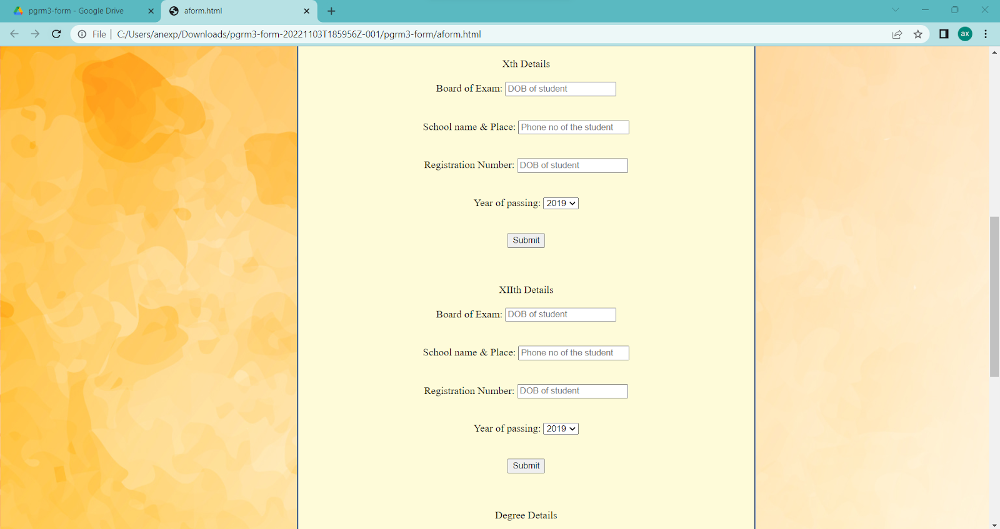 pgrm3-form - Google Drive
aform.html
File | C:/Users/anexp/Downloads/pgrm3-form-20221103T185956Z-001/pgrm3-form/aform.html
ax
Xth Details
Board of Exam: DOB of student
School name & Place: Phone no of the student
Registration Number: DOB of student
Year of passing: 2019
Submit
XIIth Details
Board of Exam: DOB of student
School name & Place: Phone no of the student
Registration Number: DOB of student
Year of passing: 2019
Submit
Degree Details